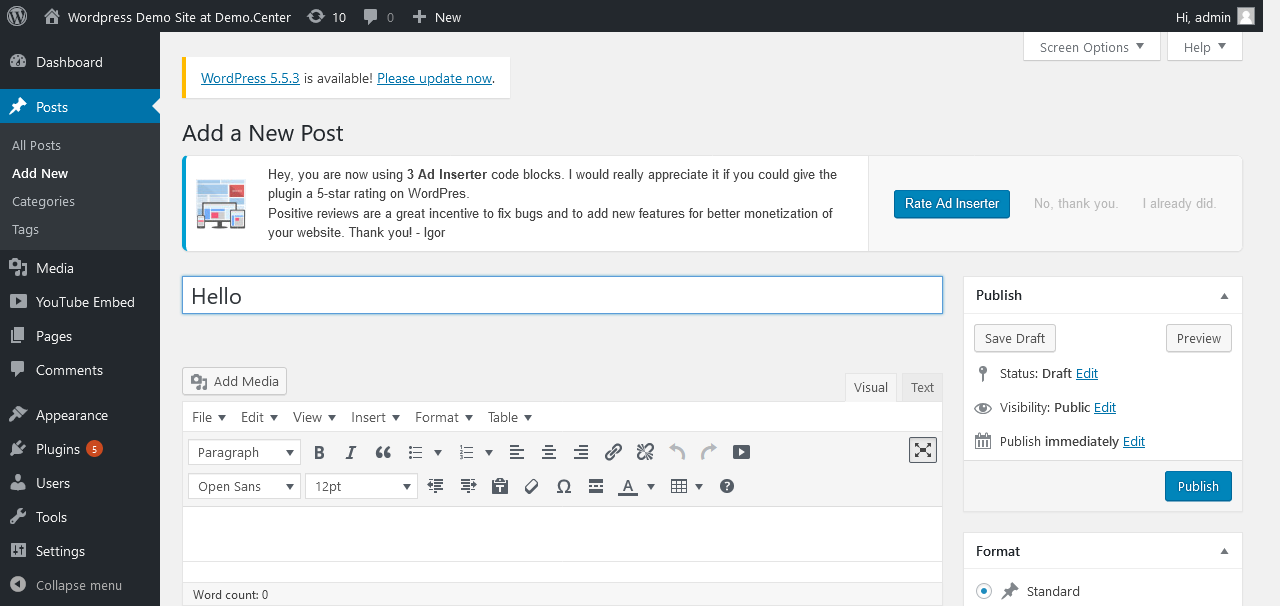 Wordpress Demo Site at Demo.Center 10 0 New Hi, admin
Screen Options Help
Dashboard
Posts
All Posts
Add New
Categories
Tags
Media
YouTube Embed
Pages
Comments
Appearance
Plugins 5
Users
Tools
Settings
Collapse menu
WordPress 5.5.3 is available! Please update now.
Add a New Post
Hey, you are now using 3 Ad Inserter code blocks. I would really appreciate it if you could give the
plugin a 5-star rating on WordPres.
Positive reviews are a great incentive to fix bugs and to add new features for better monetization of
your website. Thank you! - Igor
Rate Ad Inserter No, thank you. I already did.
Hello
Add Media
Visual Text
File Edit View Insert Format Table
Paragraph
Open Sans 12pt
Word count: 0
Publish
Save Draft Preview
Status: Draft Edit
Visibility: Public Edit
Publish immediately Edit
Publish
Format
Standard